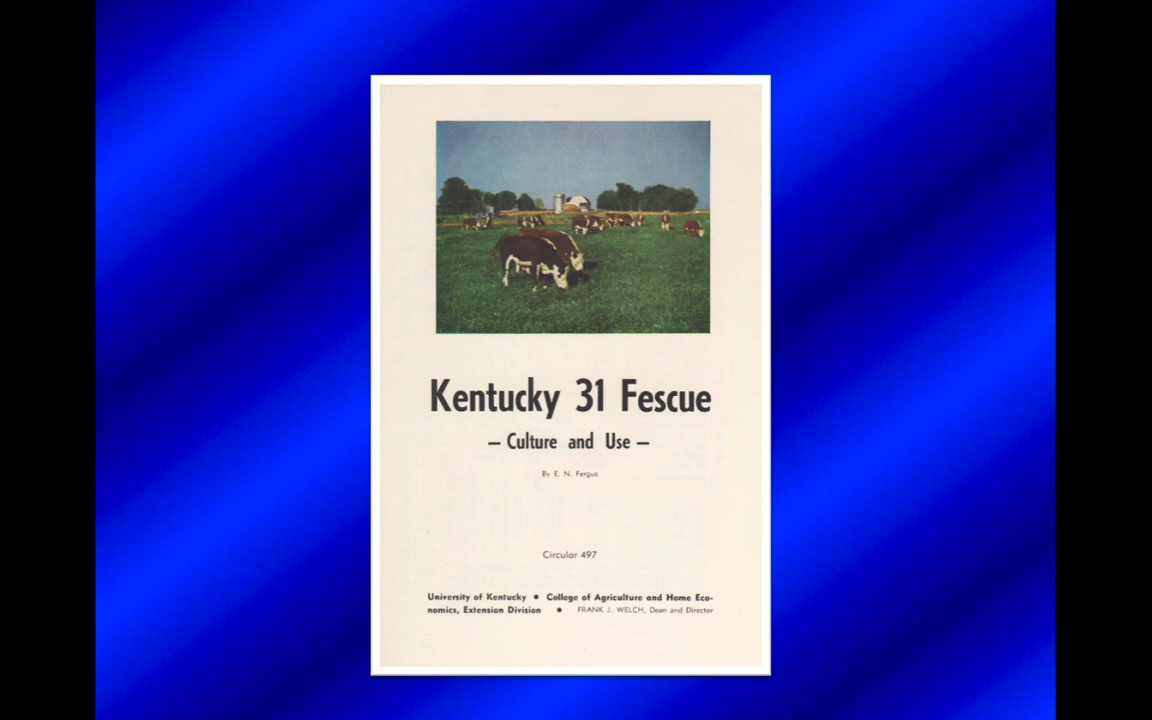 Kentucky 31 Fescue
— Culture and Use —
By E. N. Fergus
Circular 497
University of Kentucky • College of Agriculture and Home Eco-
nomics, Extension Division • FRANK J. WELCH, Dean and Director